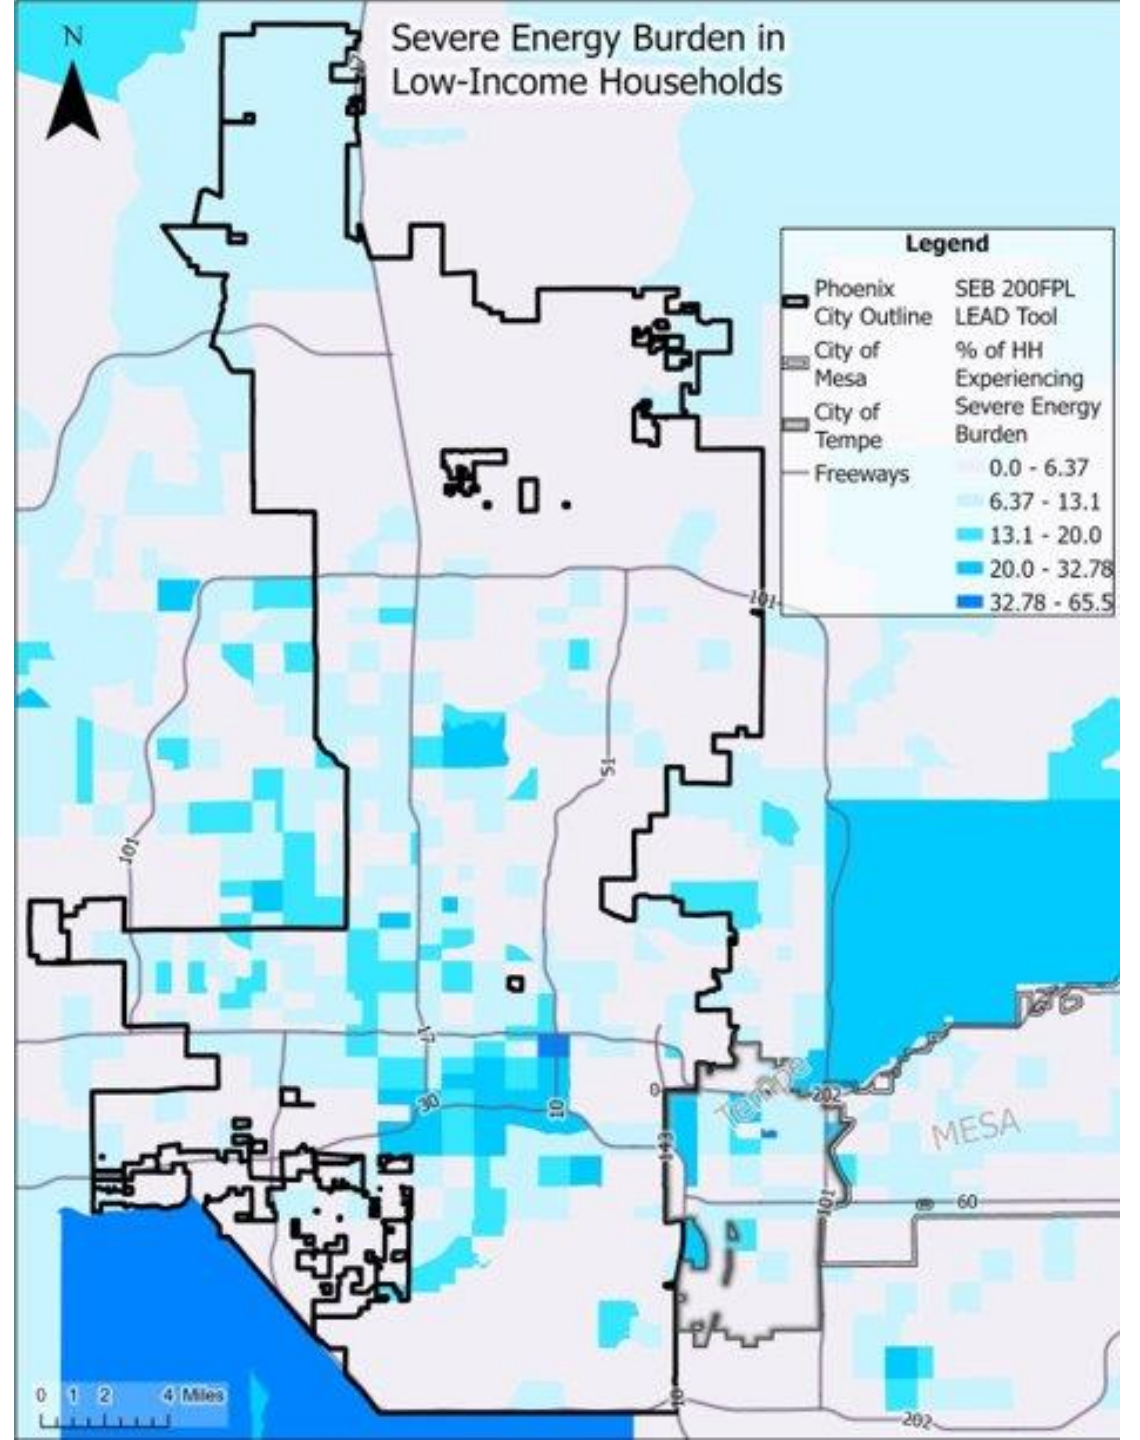 N
Severe Energy Burden in
Low-Income Households
Legend
Phoenix
City Outline
City of
Mesa
City of
Tempe
Freeways
SEB 200FPL
LEAD Tool
% of HH
Experiencing
Severe Energy
Burden
0.0 - 6.37
6.37 - 13.1
13.1 - 20.0
20.0 - 32.78
32.78 - 65.5
101
51
101
17
30
10
0
143
Tempe
202
MESA
101
60
10
202
0 1 2 4 Miles